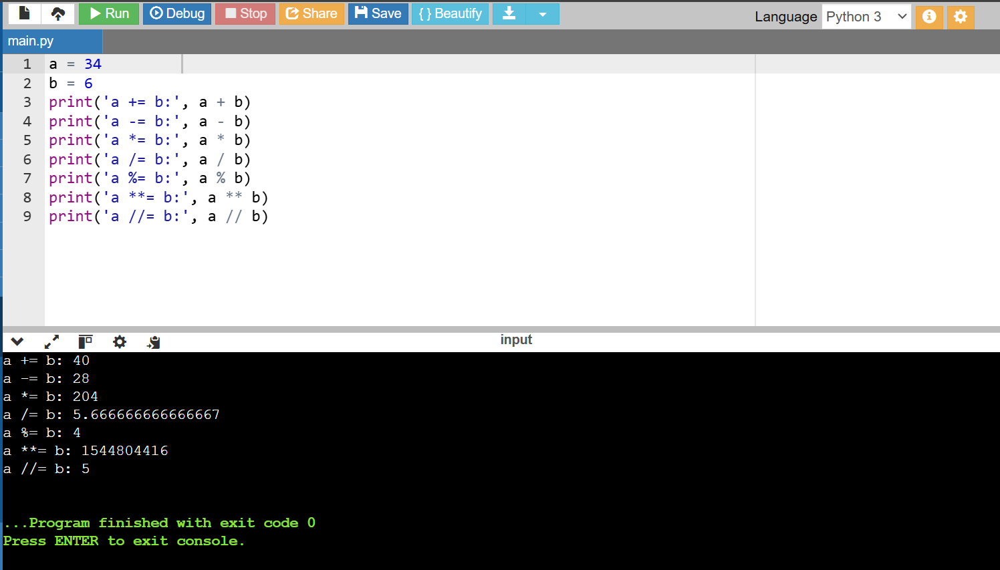 Run Debug Stop Share Save { } Beautify Language Python 3
main.py
1 a = 34
2 b = 6
3 print('a += b:', a + b)
4 print('a -= b:', a - b)
5 print('a *= b:', a * b)
6 print('a /= b:', a / b)
7 print('a %= b:', a % b)
8 print('a **= b:', a ** b)
9 print('a //= b:', a // b)
input
a += b: 40
a -= b: 28
a *= b: 204
a /= b: 5.666666666666667
a %= b: 4
a **= b: 1544804416
a //= b: 5
...Program finished with exit code 0
Press ENTER to exit console.